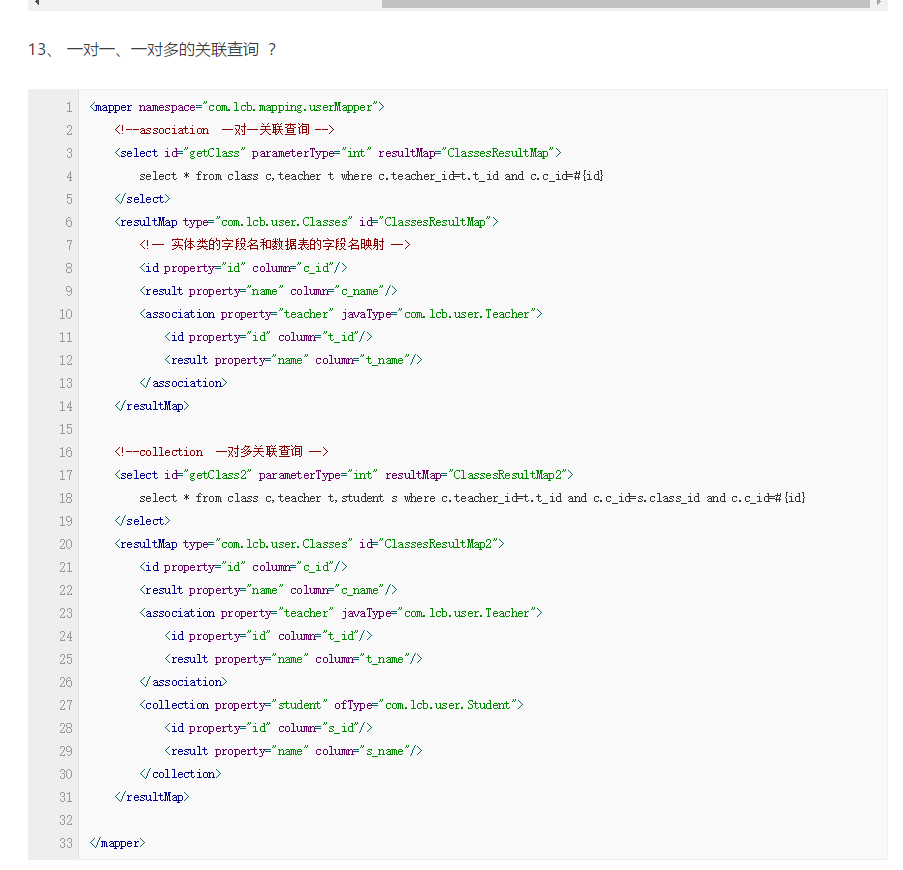 13、 一对一、一对多的关联查询 ？
1 <mapper namespace="com.lcb.mapping.userMapper">
2 <!--association 一对一关联查询 -->
3 <select id="getClass" parameterType="int" resultMap="ClassesResultMap">
4 select * from class c,teacher t where c.teacher_id=t.t_id and c.c_id=#{id}
5 </select>
6 <resultMap type="com.lcb.user.Classes" id="ClassesResultMap">
7 <!-- 实体类的字段名和数据表的字段名映射 -->
8 <id property="id" column="c_id"/>
9 <result property="name" column="c_name"/>
10 <association property="teacher" javaType="com.lcb.user.Teacher">
11 <id property="id" column="t_id"/>
12 <result property="name" column="t_name"/>
13 </association>
14 </resultMap>
15
16 <!--collection 一对多关联查询 -->
17 <select id="getClass2" parameterType="int" resultMap="ClassesResultMap2">
18 select * from class c,teacher t,student s where c.teacher_id=t.t_id and c.c_id=s.class_id and c.c_id=#{id}
19 </select>
20 <resultMap type="com.lcb.user.Classes" id="ClassesResultMap2">
21 <id property="id" column="c_id"/>
22 <result property="name" column="c_name"/>
23 <association property="teacher" javaType="com.lcb.user.Teacher">
24 <id property="id" column="t_id"/>
25 <result property="name" column="t_name"/>
26 </association>
27 <collection property="student" ofType="com.lcb.user.Student">
28 <id property="id" column="s_id"/>
29 <result property="name" column="s_name"/>
30 </collection>
31 </resultMap>
32
33 </mapper>